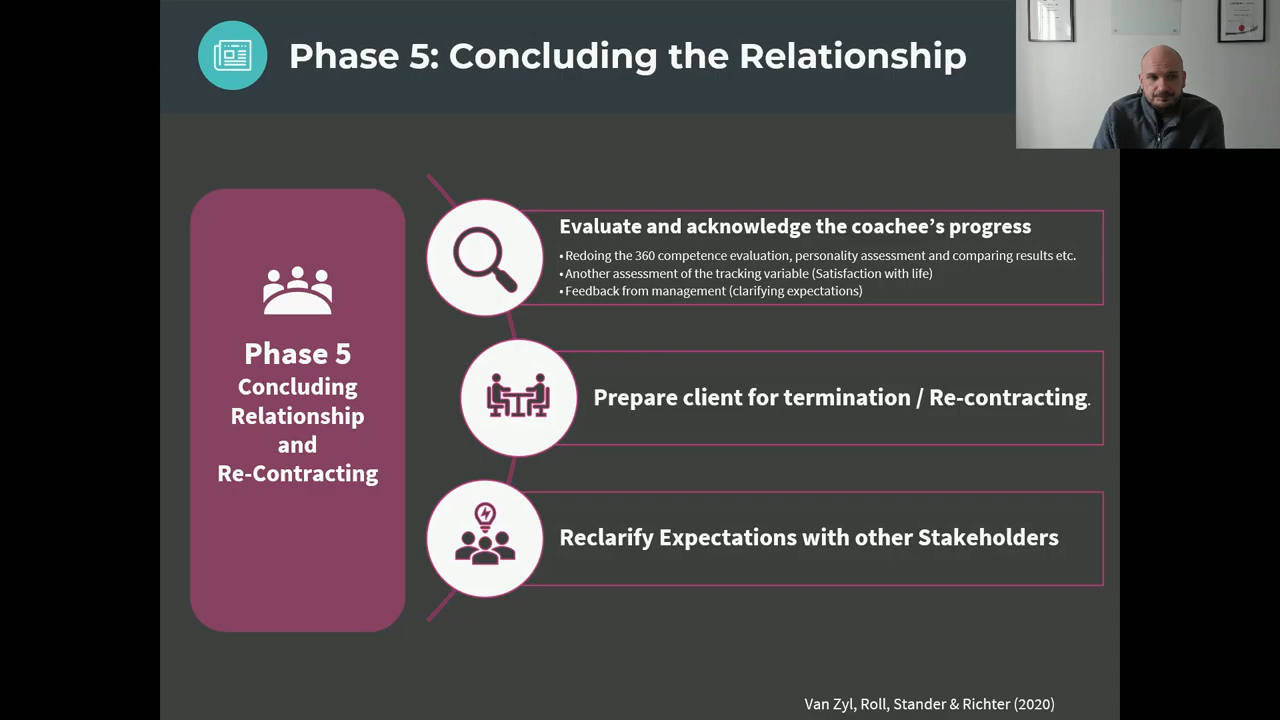 Phase 5: Concluding the Relationship
Phase 5
Concluding
Relationship
and
Re-Contracting
Evaluate and acknowledge the coachee’s progress
• Redoing the 360 competence evaluation, personality assessment and comparing results etc.
• Another assessment of the tracking variable (Satisfaction with life)
• Feedback from management (clarifying expectations)
Prepare client for termination / Re-contracting.
Reclarify Expectations with other Stakeholders
Van Zyl, Roll, Stander & Richter (2020)